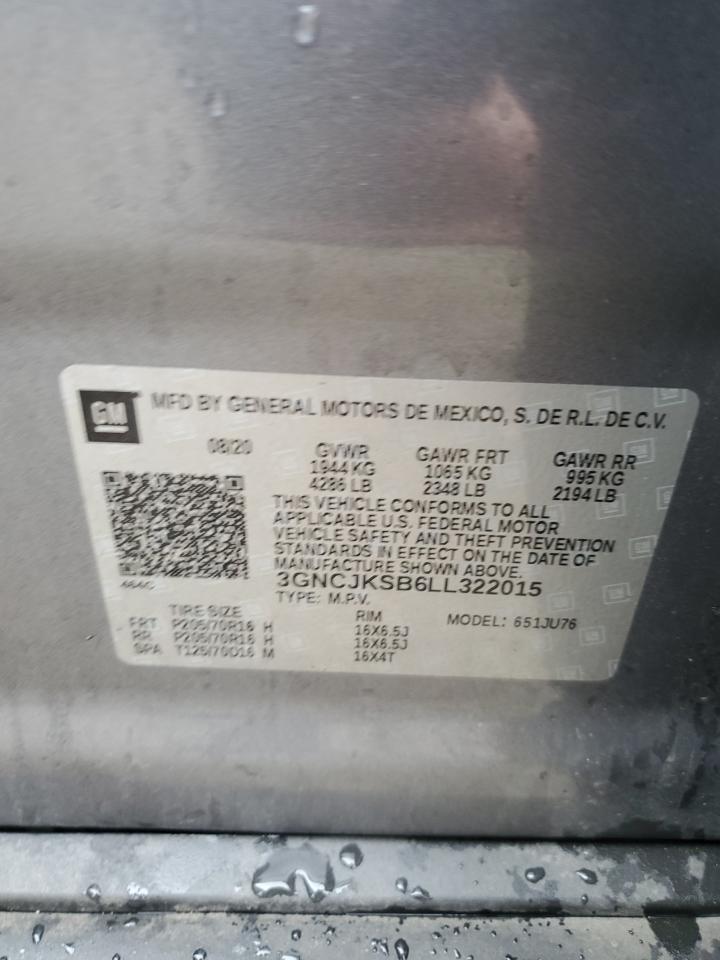 GM MFD BY GENERAL MOTORS DE MEXICO, S. DE R.L. DE C.V.
08/20 GVWR GAWR FRT GAWR RR
1944 KG 1065 KG 995 KG
4286 LB 2348 LB 2194 LB
THIS VEHICLE CONFORMS TO ALL
APPLICABLE U.S. FEDERAL MOTOR
VEHICLE SAFETY AND THEFT PREVENTION
STANDARDS IN EFFECT ON THE DATE OF
MANUFACTURE SHOWN ABOVE.
464C
3GNCJKSB6LL322015
TYPE: M.P.V.
TIRE SIZE RIM MODEL: 651JU76
FRT P205/70R16 H 16X6.5J
RR P205/70R16 H 16X6.5J
SPA T125/70D16 M 16X4T